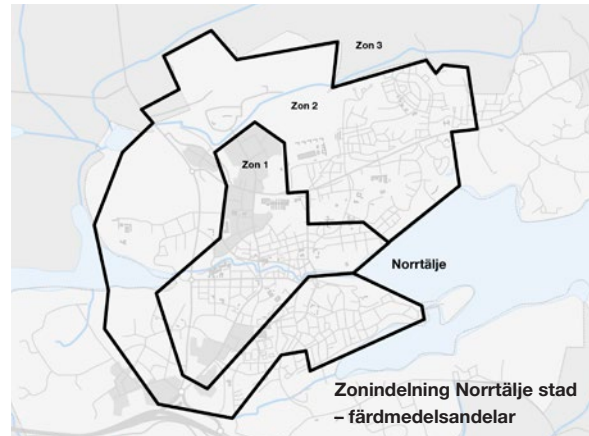 Zon 3
Zon 2
Zon 1
Norrtälje
Zonindelning Norrtälje stad
– färdmedelsandelar